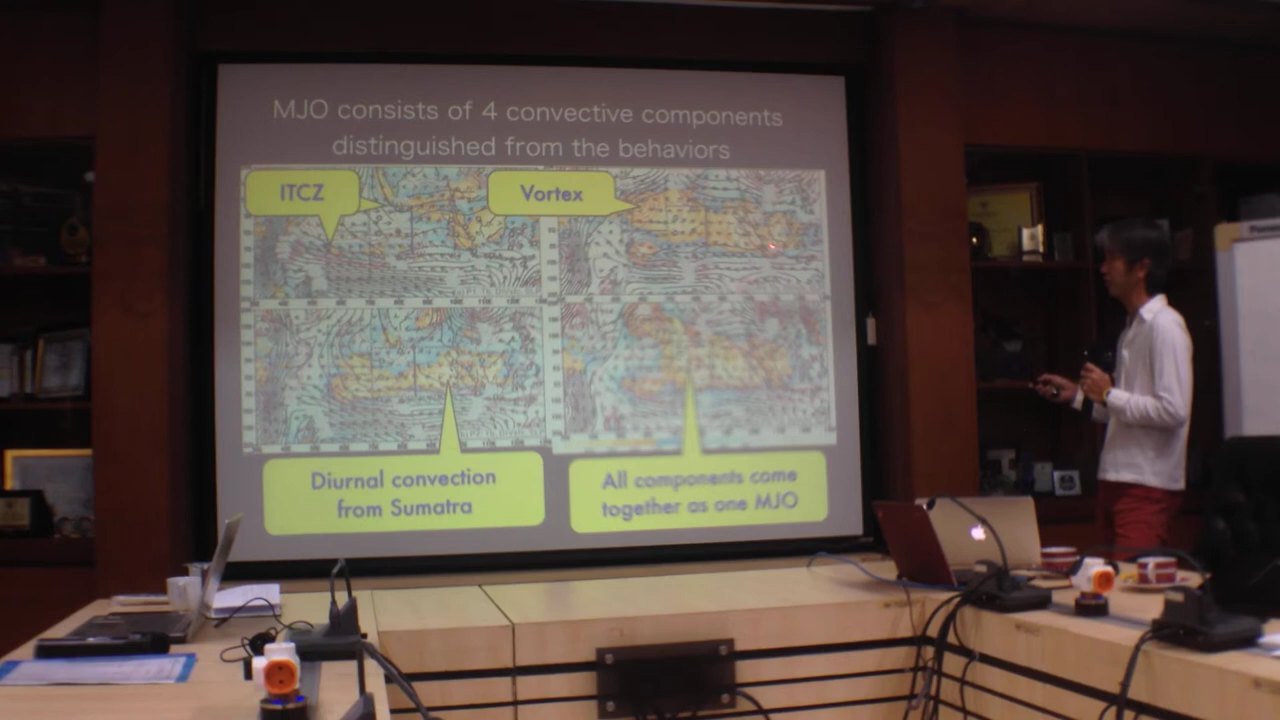 MJO consists of 4 convective components
distinguished from the behaviors
ITCZ
Vortex
Diurnal convection
from Sumatra
All components come
together as one MJO